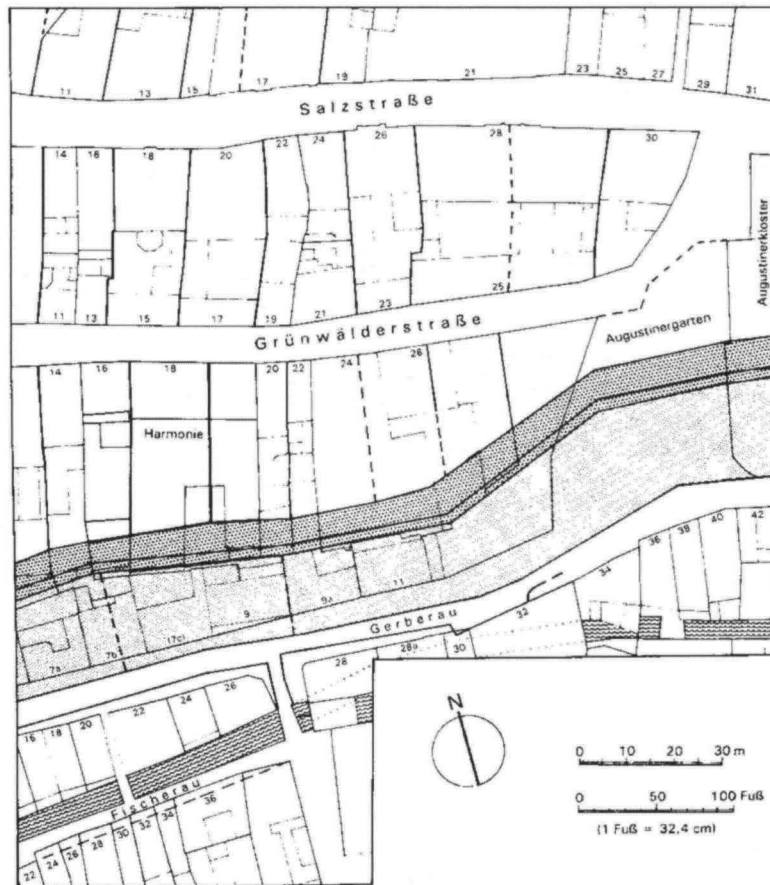 11 13 15 17 19 21 23 25 27 29 31
Salzstraße
14 16 18 20 22 24 26 28 30
11 13 15 17 19 21 23 25
Grünwälderstraße
Augustinerkloster
Augustinergarten
14 16 18 20 22 24 26
Harmonie
7a 7b 17c) 9 9a 11
Gerberau
28 28a 30 32 34 36 38 40 42
16 18 20 22 24 26
Fischerau
22 24 26 28 30 32 34 36
N
0 10 20 30 m
0 50 100 Fuß
(1 Fuß = 32,4 cm)